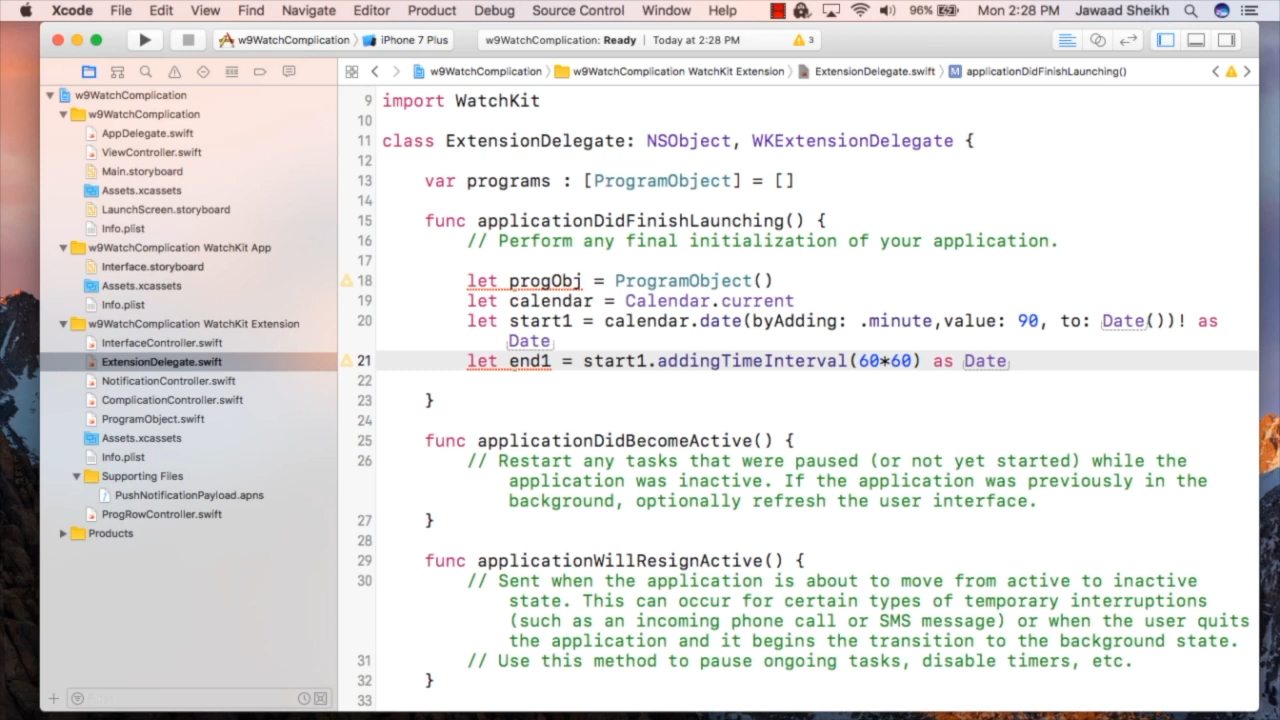 Xcode File Edit View Find Navigate Editor Product Debug Source Control Window Help 96% Mon 2:28 PM Jawaad Sheikh
w9WatchComplication iPhone 7 Plus w9WatchComplication: Ready Today at 2:28 PM 3
w9WatchComplication w9WatchComplication WatchKit Extension ExtensionDelegate.swift M applicationDidFinishLaunching()
w9WatchComplication
w9WatchComplication
AppDelegate.swift
ViewController.swift
Main.storyboard
Assets.xcassets
LaunchScreen.storyboard
Info.plist
w9WatchComplication WatchKit App
Interface.storyboard
Assets.xcassets
Info.plist
w9WatchComplication WatchKit Extension
InterfaceController.swift
ExtensionDelegate.swift
NotificationController.swift
ComplicationController.swift
ProgramObject.swift
Assets.xcassets
Info.plist
Supporting Files
PushNotificationPayload.apns
ProgRowController.swift
Products
9 import WatchKit
10
11 class ExtensionDelegate: NSObject, WKExtensionDelegate {
12
13 var programs : [ProgramObject] = []
14
15 func applicationDidFinishLaunching() {
16 // Perform any final initialization of your application.
17
18 let progObj = ProgramObject()
19 let calendar = Calendar.current
20 let start1 = calendar.date(byAdding: .minute,value: 90, to: Date())! as
Date
21 let end1 = start1.addingTimeInterval(60*60) as Date
22
23 }
24
25 func applicationDidBecomeActive() {
26 // Restart any tasks that were paused (or not yet started) while the
application was inactive. If the application was previously in the
background, optionally refresh the user interface.
27 }
28
29 func applicationWillResignActive() {
30 // Sent when the application is about to move from active to inactive
state. This can occur for certain types of temporary interruptions
(such as an incoming phone call or SMS message) or when the user quits
the application and it begins the transition to the background state.
31 // Use this method to pause ongoing tasks, disable timers, etc.
32 }
33